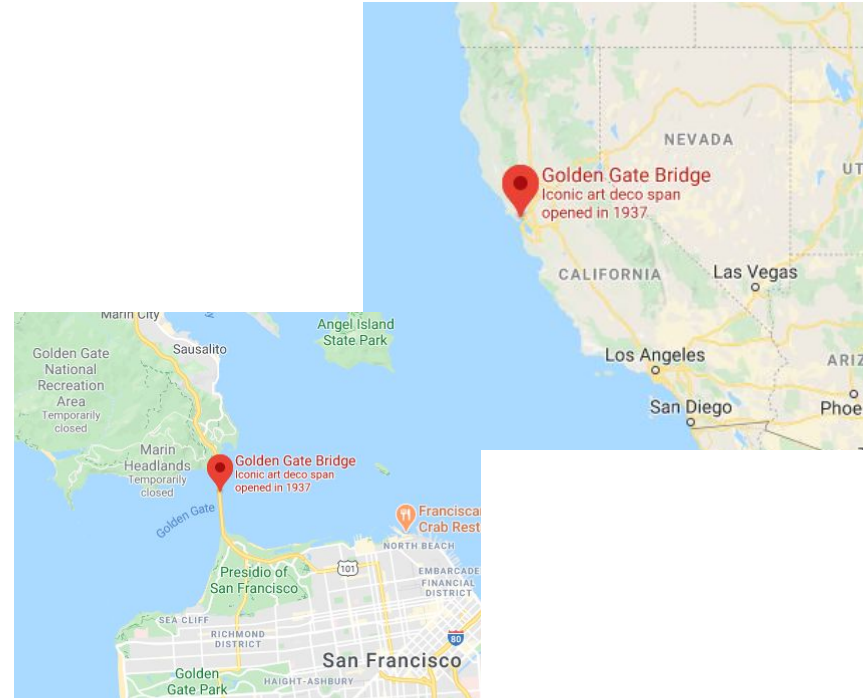 NEVADA
Golden Gate Bridge
Iconic art deco span
opened in 1937
CALIFORNIA
Las Vegas
Los Angeles
San Diego
Marin City
Angel Island
State Park
Sausalito
Golden Gate
National
Recreation
Area
Temporarily
closed
Marin
Headlands
Temporarily
closed
Golden Gate Bridge
Iconic art deco span
opened in 1937
Golden Gate
Crab Rest
NORTH BEACH
101
Presidio of
San Francisco
FINANCIAL
DISTRICT
SEA CLIFF
RICHMOND
DISTRICT
80
San Francisco
Golden
Gate Park
HAIGHT-ASHBURY